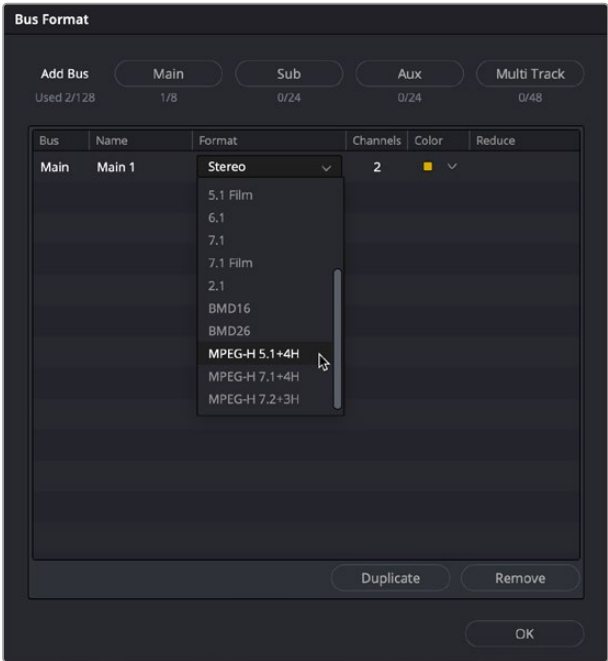 Bus Format
Add Bus Main Sub Aux Multi Track
Used 2/128 1/8 0/24 0/24 0/48
Bus Name Format Channels Color Reduce
Main Main 1 Stereo 2
5.1 Film
6.1
7.1
7.1 Film
2.1
BMD16
BMD26
MPEG-H 5.1+4H
MPEG-H 7.1+4H
MPEG-H 7.2+3H
Duplicate Remove
OK